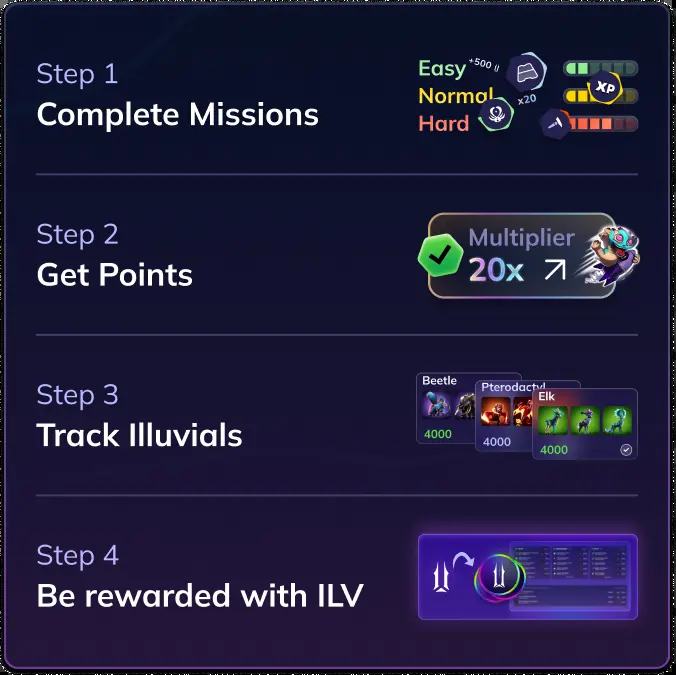 Step 1
Complete Missions
Easy
+500
Normal
x20
XP
Hard
Step 2
Get Points
Multiplier
20x
Step 3
Track Illuvials
Beetle
Pterodactyl
Elk
4000
4000
4000
Step 4
Be rewarded with ILV